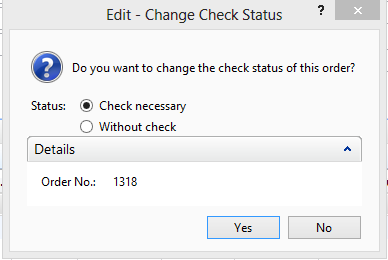 Edit - Change Check Status
?
Do you want to change the check status of this order?
Status: Check necessary
Without check
Details
Order No.: 1318
Yes No